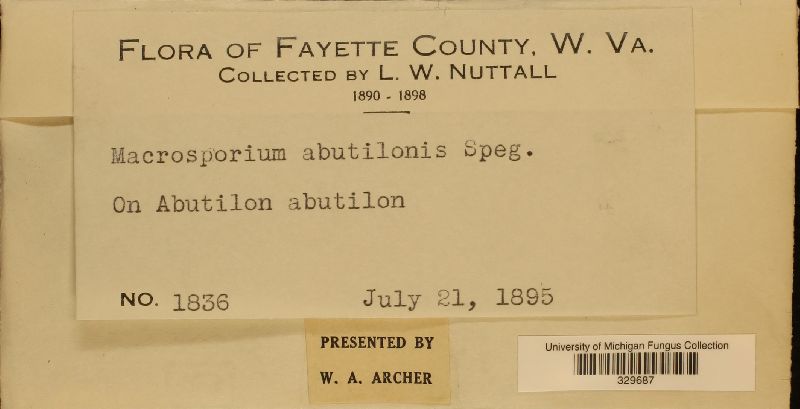 FLORA OF FAYETTE COUNTY, W. VA.
COLLECTED BY L. W. NUTTALL
1890 - 1898
Macrosporium abutilonis Speg.
On Abutilon abutilon
NO. 1836 July 21, 1895
PRESENTED BY
W. A. ARCHER
University of Michigan Fungus Collection
329687